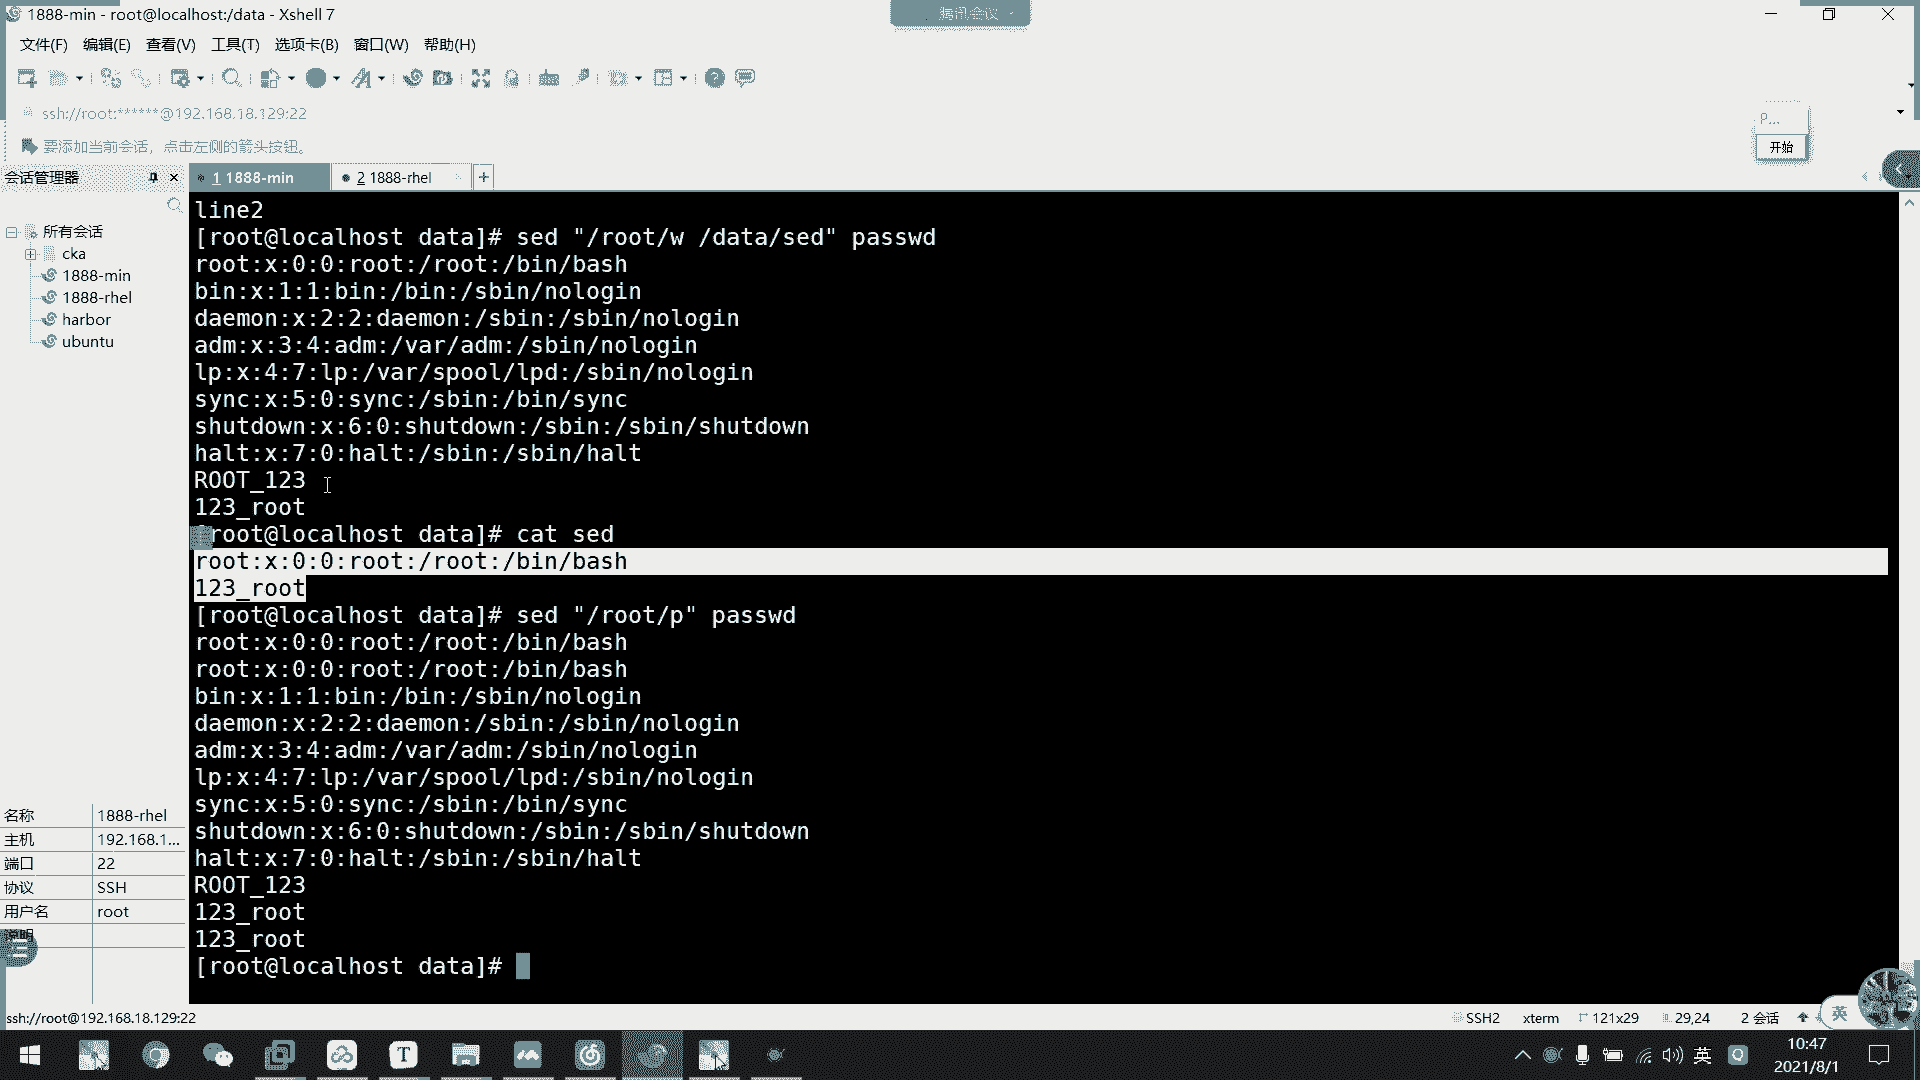 1888-min - root@localhost:/data - Xshell 7
腾讯会议
文件(F) 编辑(E) 查看(V) 工具(T) 选项卡(B) 窗口(W) 帮助(H)
ssh://root:******@192.168.18.129:22
P...
要添加当前会话，点击左侧的箭头按钮。
开始
会话管理器
1 1888-min
2 1888-rhel
所有会话
cka
1888-min
1888-rhel
harbor
ubuntu
line2
[root@localhost data]# sed "/root/w /data/sed" passwd
root:x:0:0:root:/root:/bin/bash
bin:x:1:1:bin:/bin:/sbin/nologin
daemon:x:2:2:daemon:/sbin:/sbin/nologin
adm:x:3:4:adm:/var/adm:/sbin/nologin
lp:x:4:7:lp:/var/spool/lpd:/sbin/nologin
sync:x:5:0:sync:/sbin:/bin/sync
shutdown:x:6:0:shutdown:/sbin:/sbin/shutdown
halt:x:7:0:halt:/sbin:/sbin/halt
ROOT_123
123_root
root@localhost data]# cat sed
root:x:0:0:root:/root:/bin/bash
123_root
[root@localhost data]# sed "/root/p" passwd
root:x:0:0:root:/root:/bin/bash
root:x:0:0:root:/root:/bin/bash
bin:x:1:1:bin:/bin:/sbin/nologin
daemon:x:2:2:daemon:/sbin:/sbin/nologin
adm:x:3:4:adm:/var/adm:/sbin/nologin
lp:x:4:7:lp:/var/spool/lpd:/sbin/nologin
sync:x:5:0:sync:/sbin:/bin/sync
shutdown:x:6:0:shutdown:/sbin:/sbin/shutdown
halt:x:7:0:halt:/sbin:/sbin/halt
ROOT_123
123_root
123_root
[root@localhost data]#
名称 1888-rhel
主机 192.168.1...
端口 22
协议 SSH
用户名 root
说明
ssh://root@192.168.18.129:22
SSH2 xterm 121x29 29,24 2 会话
英
英
10:47
2021/8/1